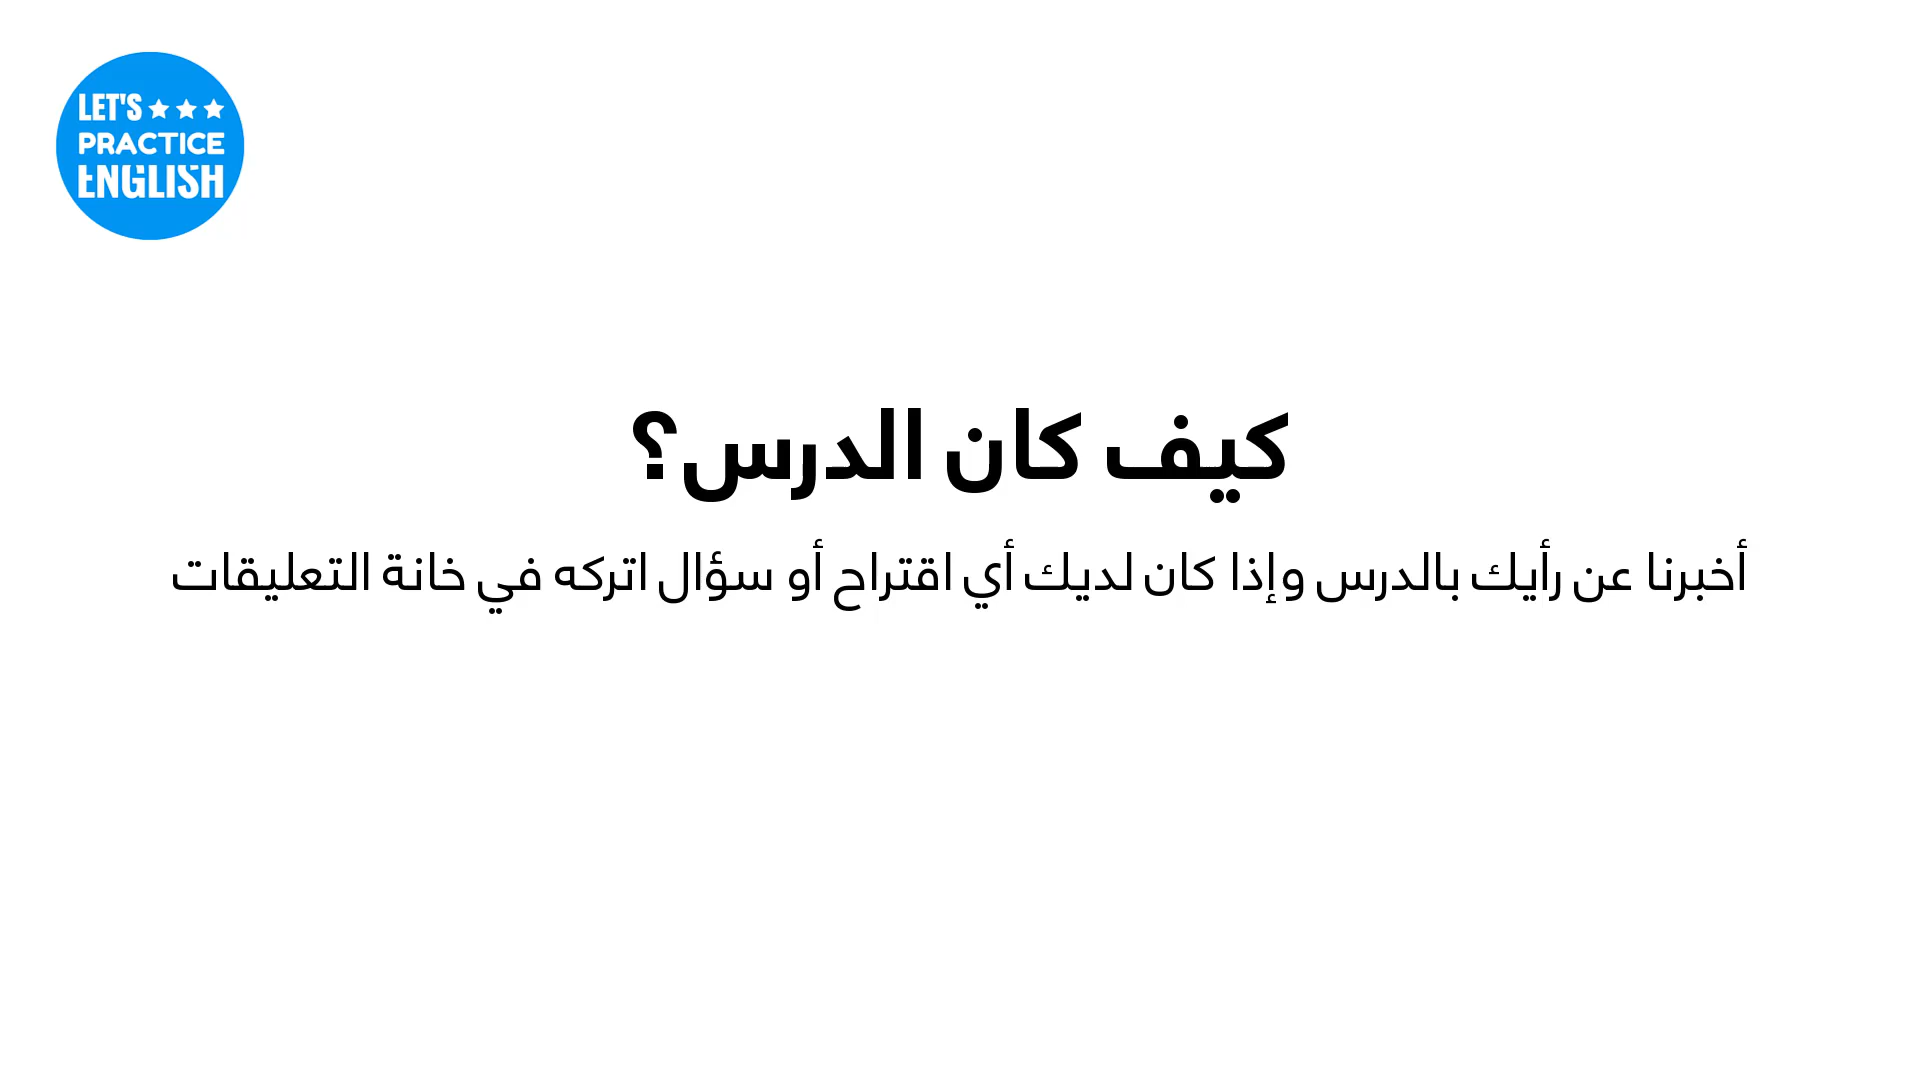 LET'S
PRACTICE
ENGLISH
كيف كان الدرس؟
أخبرنا عن رأيك بالدرس وإذا كان لديك أي اقتراح أو سؤال اتركه في خانة التعليقات